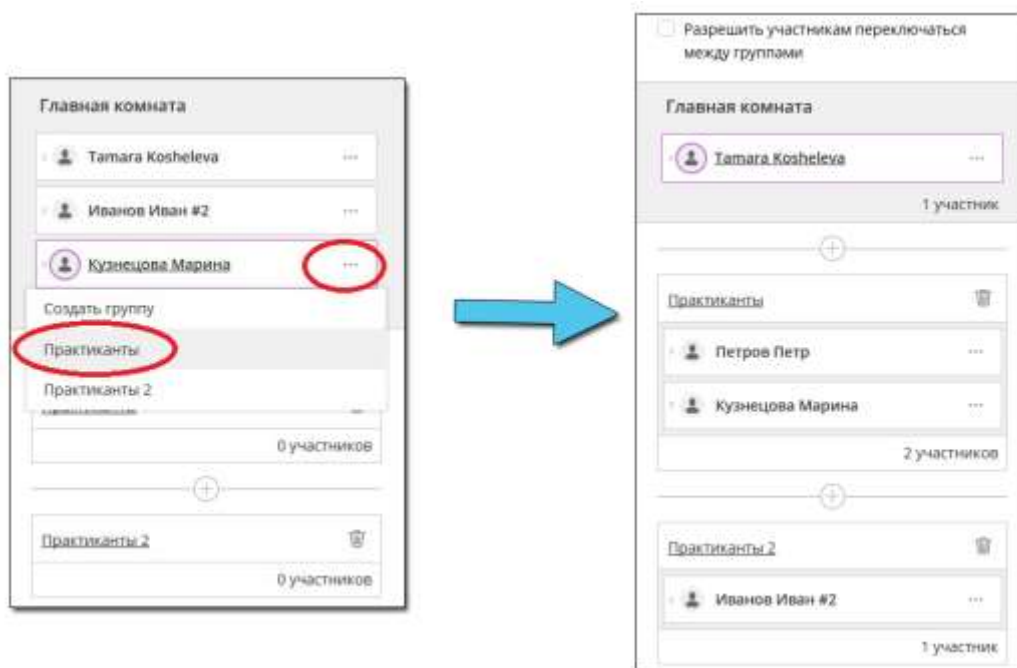 Главная комната
Tamara Kosheleva
Иванов Иван #2
Кузнецова Марина
Создать группу
Практиканты
Практиканты 2
0 участников
Практиканты 2
0 участников
Разрешить участникам переключаться
между группами
Главная комната
Tamara Kosheleva
1 участник
Практиканты
Петров Петр
Кузнецова Марина
2 участников
Практиканты 2
Иванов Иван #2
1 участник